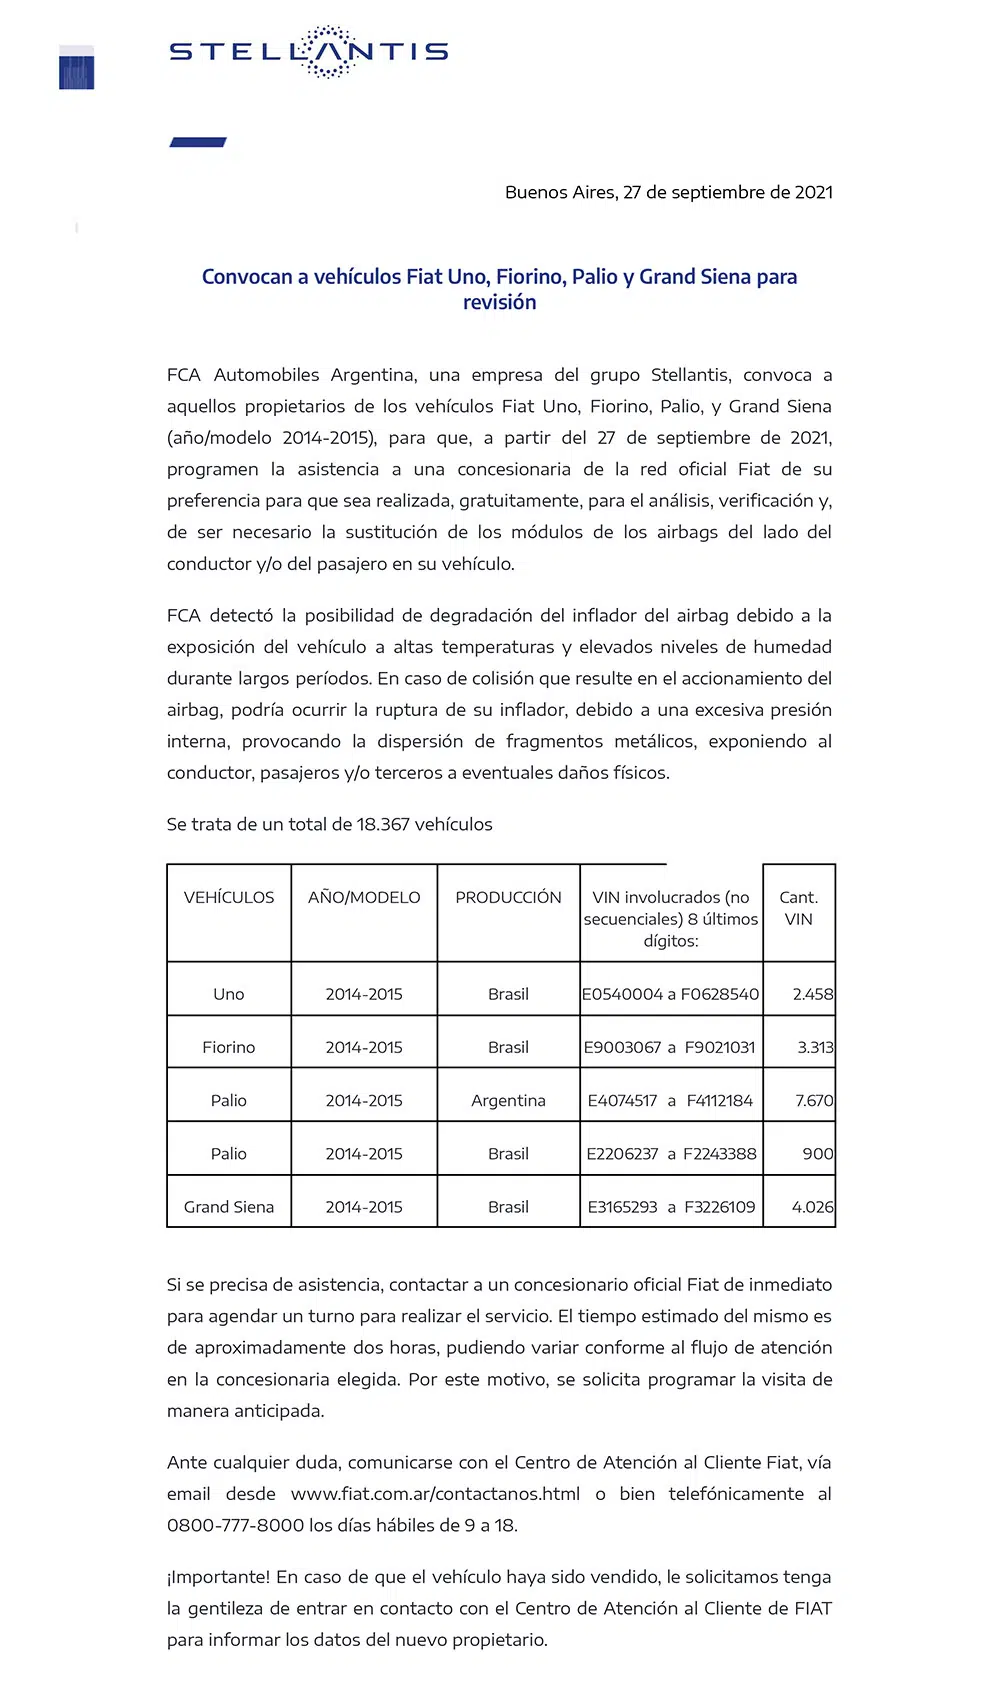 STELLANTIS
Buenos Aires, 27 de septiembre de 2021
Convocan a vehículos Fiat Uno, Fiorino, Palio y Grand Siena para
revisión
FCA Automobiles Argentina, una empresa del grupo Stellantis, convoca a
aquellos propietarios de los vehículos Fiat Uno, Fiorino, Palio, y Grand Siena
(año/modelo 2014-2015), para que, a partir del 27 de septiembre de 2021,
programen la asistencia a una concesionaria de la red oficial Fiat de su
preferencia para que sea realizada, gratuitamente, para el análisis, verificación y,
de ser necesario la sustitución de los módulos de los airbags del lado del
conductor y/o del pasajero en su vehículo.
FCA detectó la posibilidad de degradación del inflador del airbag debido a la
exposición del vehículo a altas temperaturas y elevados niveles de humedad
durante largos períodos. En caso de colisión que resulte en el accionamiento del
airbag, podría ocurrir la ruptura de su inflador, debido a una excesiva presión
interna, provocando la dispersión de fragmentos metálicos, exponiendo al
conductor, pasajeros y/o terceros a eventuales daños físicos.
Se trata de un total de 18.367 vehículos
VEHÍCULOS AÑO/MODELO PRODUCCIÓN VIN involucrados (no Cant.
secuenciales) 8 últimos VIN
dígitos:
Uno 2014-2015 Brasil E0540004 a F0628540 2.458
Fiorino 2014-2015 Brasil E9003067 a F9021031 3.313
Palio 2014-2015 Argentina E4074517 a F4112184 7.670
Palio 2014-2015 Brasil E2206237 a F2243388 900
Grand Siena 2014-2015 Brasil E3165293 a F3226109 4.026
Si se precisa de asistencia, contactar a un concesionario oficial Fiat de inmediato
para agendar un turno para realizar el servicio. El tiempo estimado del mismo es
de aproximadamente dos horas, pudiendo variar conforme al flujo de atención
en la concesionaria elegida. Por este motivo, se solicita programar la visita de
manera anticipada.
Ante cualquier duda, comunicarse con el Centro de Atención al Cliente Fiat, vía
email desde www.fiat.com.ar/contactanos.html o bien telefónicamente al
0800-777-8000 los días hábiles de 9 a 18.
¡Importante! En caso de que el vehículo haya sido vendido, le solicitamos tenga
la gentileza de entrar en contacto con el Centro de Atención al Cliente de FIAT
para informar los datos del nuevo propietario.